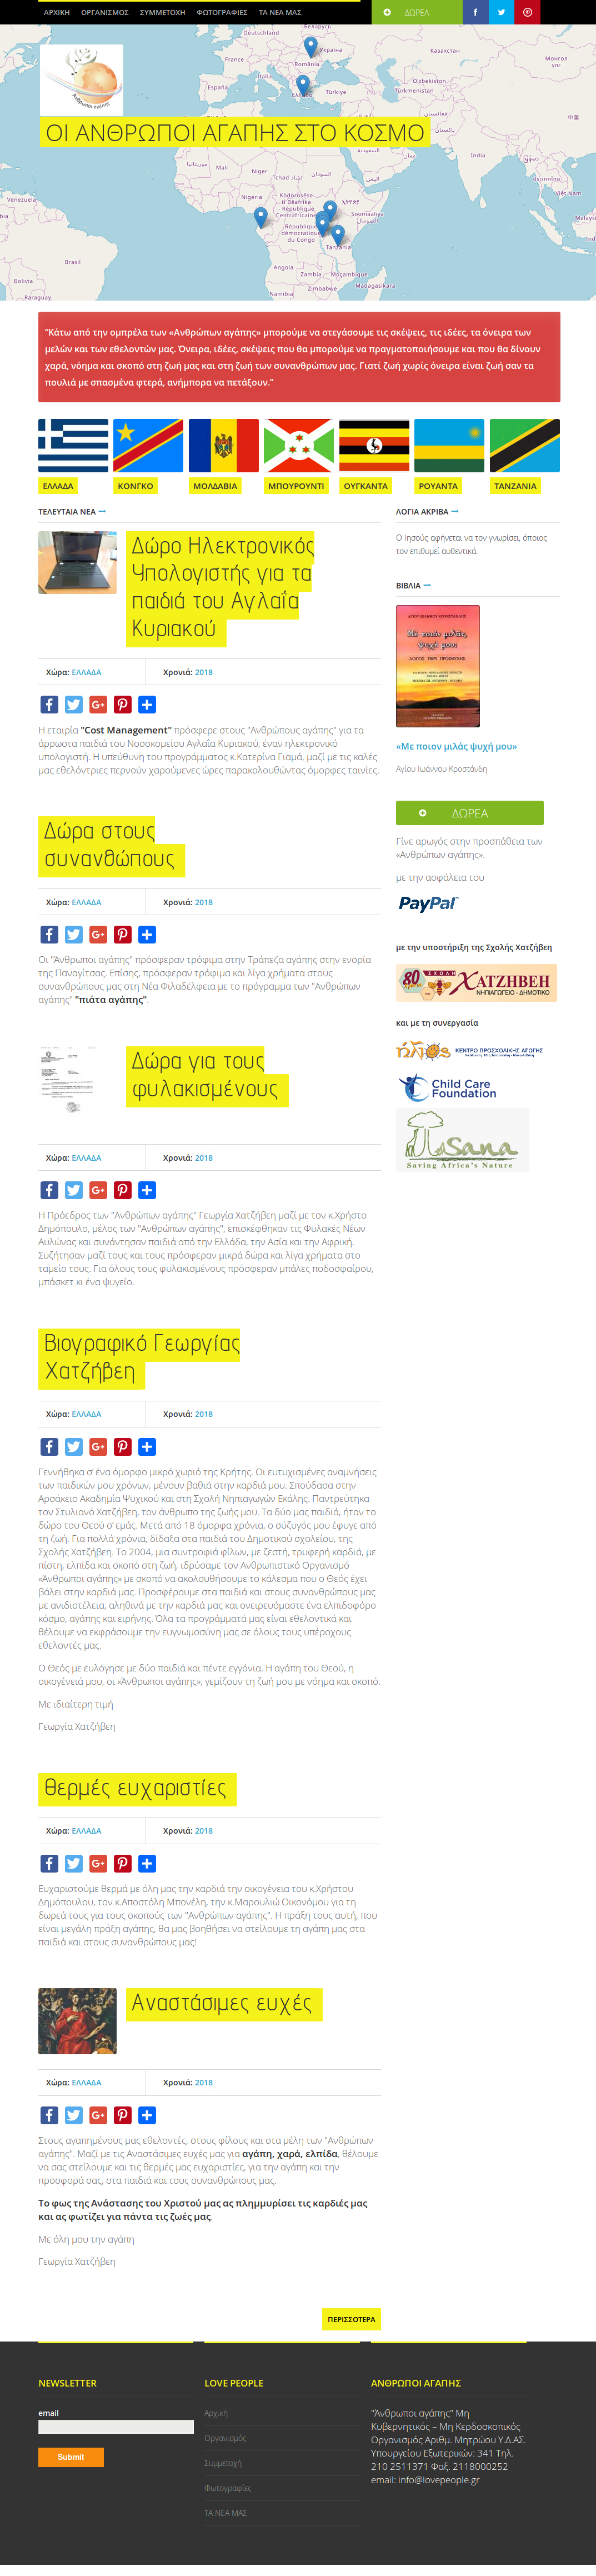 ΑΡΧΙΚΗ ΟΡΓΑΝΙΣΜΟΣ ΣΥΜΜΕΤΟΧΗ ΦΩΤΟΓΡΑΦΙΕΣ ΤΑ ΝΕΑ ΜΑΣ
ΔΩΡΕΑ
ΟΙ ΑΝΘΡΩΠΟΙ ΑΓΑΠΗΣ ΣΤΟ ΚΟΣΜΟ
"Κάτω από την ομπρέλα των «Ανθρώπων αγάπης» μπορούμε να στεγάσουμε τις σκέψεις, τις ιδέες, τα όνειρα των
μελών και των εθελοντών μας. Όνειρα, ιδέες, σκέψεις που θα μπορούμε να πραγματοποιήσουμε και που θα δίνουν
χαρά, νόημα και σκοπό στη ζωή μας και στη ζωή των συνανθρώπων μας. Γιατί ζωή χωρίς όνειρα είναι ζωή σαν τα
πουλιά με σπασμένα φτερά, ανήμπορα να πετάξουν."
ΕΛΛΑΔΑ ΚΟΝΓΚΟ ΜΟΛΔΑΒΙΑ ΜΠΟΥΡΟΥΝΤΙ ΟΥΓΚΑΝΤΑ ΡΟΥΑΝΤΑ ΤΑΝΖΑΝΙΑ
ΤΕΛΕΥΤΑΙΑ ΝΕΑ
Δώρο Ηλεκτρονικός
Υπολογιστής για τα
παιδιά του Αγλαΐα
Κυριακού
Χώρα: ΕΛΛΑΔΑ Χρονιά: 2018
Η εταιρία "Cost Management" πρόσφερε στους "Ανθρώπους αγάπης" για τα
άρρωστα παιδιά του Νοσοκομείου Αγλαΐα Κυριακού, έναν ηλεκτρονικό
υπολογιστή. Η υπεύθυνη του προγράμματος κ.Κατερίνα Γιαμά, μαζί με τις καλές
μας εθελόντριες περνούν χαρούμενες ώρες παρακολουθώντας όμορφες ταινίες.
Δώρα στους
συνανθώπους
Χώρα: ΕΛΛΑΔΑ Χρονιά: 2018
Οι "Άνθρωποι αγάπης" πρόσφεραν τρόφιμα στην Τράπεζα αγάπης στην ενορία
της Παναγίτσας. Επίσης, πρόσφεραν τρόφιμα και λίγα χρήματα στους
συνανθρώπους μας στη Νέα Φιλαδέλφεια με το πρόγραμμα των "Ανθρώπων
αγάπης" "πιάτα αγάπης".
Δώρα για τους
φυλακισμένους
Χώρα: ΕΛΛΑΔΑ Χρονιά: 2018
Η Πρόεδρος των "Ανθρώπων αγάπης" Γεωργία Χατζήβεη μαζί με τον κ.Χρήστο
Δημόπουλο, μέλος των "Ανθρώπων αγάπης", επισκέφθηκαν τις Φυλακές Νέων
Αυλώνας και συνάντησαν παιδιά από την Ελλάδα, την Ασία και την Αφρική.
Συζήτησαν μαζί τους και τους πρόσφεραν μικρά δώρα και λίγα χρήματα στο
ταμείο τους. Για όλους τους φυλακισμένους πρόσφεραν μπάλες ποδοσφαίρου,
μπάσκετ κι ένα ψυγείο.
Βιογραφικό Γεωργίας
Χατζήβεη
Χώρα: ΕΛΛΑΔΑ Χρονιά: 2018
Γεννήθηκα σ' ένα όμορφο μικρό χωριό της Κρήτης. Οι ευτυχισμένες αναμνήσεις
των παιδικών μου χρόνων, μένουν βαθιά στην καρδιά μου. Σπούδασα στην
Αρσάκειο Ακαδημία Ψυχικού και στη Σχολή Νηπιαγωγών Εκάλης. Παντρεύτηκα
τον Στυλιανό Χατζήβεη, τον άνθρωπο της ζωής μου. Τα δύο μας παιδιά, ήταν το
δώρο του Θεού σ' εμάς. Μετά από 18 όμορφα χρόνια, ο σύζυγός μου έφυγε από
τη ζωή. Για πολλά χρόνια, δίδαξα στα παιδιά του Δημοτικού σχολείου, της
Σχολής Χατζήβεη. Το 2004, μια συντροφιά φίλων, με ζεστή, τρυφερή καρδιά, με
πίστη, ελπίδα και σκοπό στη ζωή, ιδρύσαμε τον Ανθρωπιστικό Οργανισμό
«Άνθρωποι αγάπης» με σκοπό να ακολουθήσουμε το κάλεσμα που ο Θεός έχει
βάλει στην καρδιά μας. Προσφέρουμε στα παιδιά και στους συνανθρώπους μας
με ανιδιοτέλεια, αληθινά με την καρδιά μας και ονειρευόμαστε ένα ελπιδοφόρο
κόσμο, αγάπης και ειρήνης. Όλα τα προγράμματά μας είναι εθελοντικά και
θέλουμε να εκφράσουμε την ευγνωμοσύνη μας σε όλους τους υπέροχους
εθελοντές μας.
Ο Θεός με ευλόγησε με δύο παιδιά και πέντε εγγόνια. Η αγάπη του Θεού, η
οικογένειά μου, οι «Άνθρωποι αγάπης», γεμίζουν τη ζωή μου με νόημα και σκοπό.
Με ιδιαίτερη τιμή
Γεωργία Χατζήβεη
Θερμές ευχαριστίες
Χώρα: ΕΛΛΑΔΑ Χρονιά: 2018
Ευχαριστούμε θερμά με όλη μας την καρδιά την οικογένεια του κ.Χρήστου
Δημόπουλου, τον κ.Αποστόλη Μπονέλη, την κ.Μαρουλιώ Οικονόμου για τη
δωρεά τους για τους σκοπούς των "Ανθρώπων αγάπης". Η πράξη τους αυτή, που
είναι μεγάλη πράξη αγάπης, θα μας βοηθήσει να στείλουμε τη αγάπη μας στα
παιδιά και στους συνανθρώπους μας!
Αναστάσιμες ευχές
Χώρα: ΕΛΛΑΔΑ Χρονιά: 2018
Στους αγαπημένους μας εθελοντές, στους φίλους και στα μέλη των "Ανθρώπων
αγάπης". Μαζί με τις Αναστάσιμες ευχές μας για αγάπη, χαρά, ελπίδα, θέλουμε
να σας στείλουμε και τις θερμές μας ευχαριστίες, για την αγάπη και την
προσφορά σας, στα παιδιά και τους συνανθρώπους μας.
Το φως της Ανάστασης του Χριστού μας ας πλημμυρίσει τις καρδιές μας
και ας φωτίζει για πάντα τις ζωές μας.
Με όλη μου την αγάπη
Γεωργία Χατζήβεη
ΠΕΡΙΣΣΟΤΕΡΑ
ΛΟΓΙΑ ΑΚΡΙΒΑ
Ο Ιησούς αφήνεται να τον γνωρίσει, όποιος
τον επιθυμεί αυθεντικά.
ΒΙΒΛΙΑ
Μὲ ποιόν μιλᾶς,
ψυχή μου;
«Με ποιον μιλάς ψυχή μου»
Αγίου Ιωάννου Κροστάνδη
ΔΩΡΕΑ
Γίνε αρωγός στην προσπάθεια των
«Ανθρώπων αγάπης».
με την ασφάλεια του
PayPal
με την υποστήριξη της Σχολής Χατζήβεη
80 ΣΧΟΛΗ ΧΑΤΖΗΒΕΗ
ΝΗΠΙΑΓΩΓΕΙΟ - ΔΗΜΟΤΙΚΟ
και με τη συνεργασία
ΚΕΝΤΡΟ ΠΡΟΣΧΟΛΙΚΗΣ ΑΓΩΓΗΣ
Child Care
Foundation
asana
Saving Africa's Nature
NEWSLETTER
email
Submit
LOVE PEOPLE
Αρχική
Οργανισμός
Συμμετοχή
Φωτογραφίες
ΤΑ ΝΕΑ ΜΑΣ
ΑΝΘΡΩΠΟΙ ΑΓΑΠΗΣ
"Άνθρωποι αγάπης" Μη
Κυβερνητικός – Μη Κερδοσκοπικός
Οργανισμός Αριθμ. Μητρώου Υ.Δ.ΑΣ.
Υπουργείου Εξωτερικών: 341 Τηλ.
210 2511371 Φαξ. 2118000252
email: info@lovepeople.gr